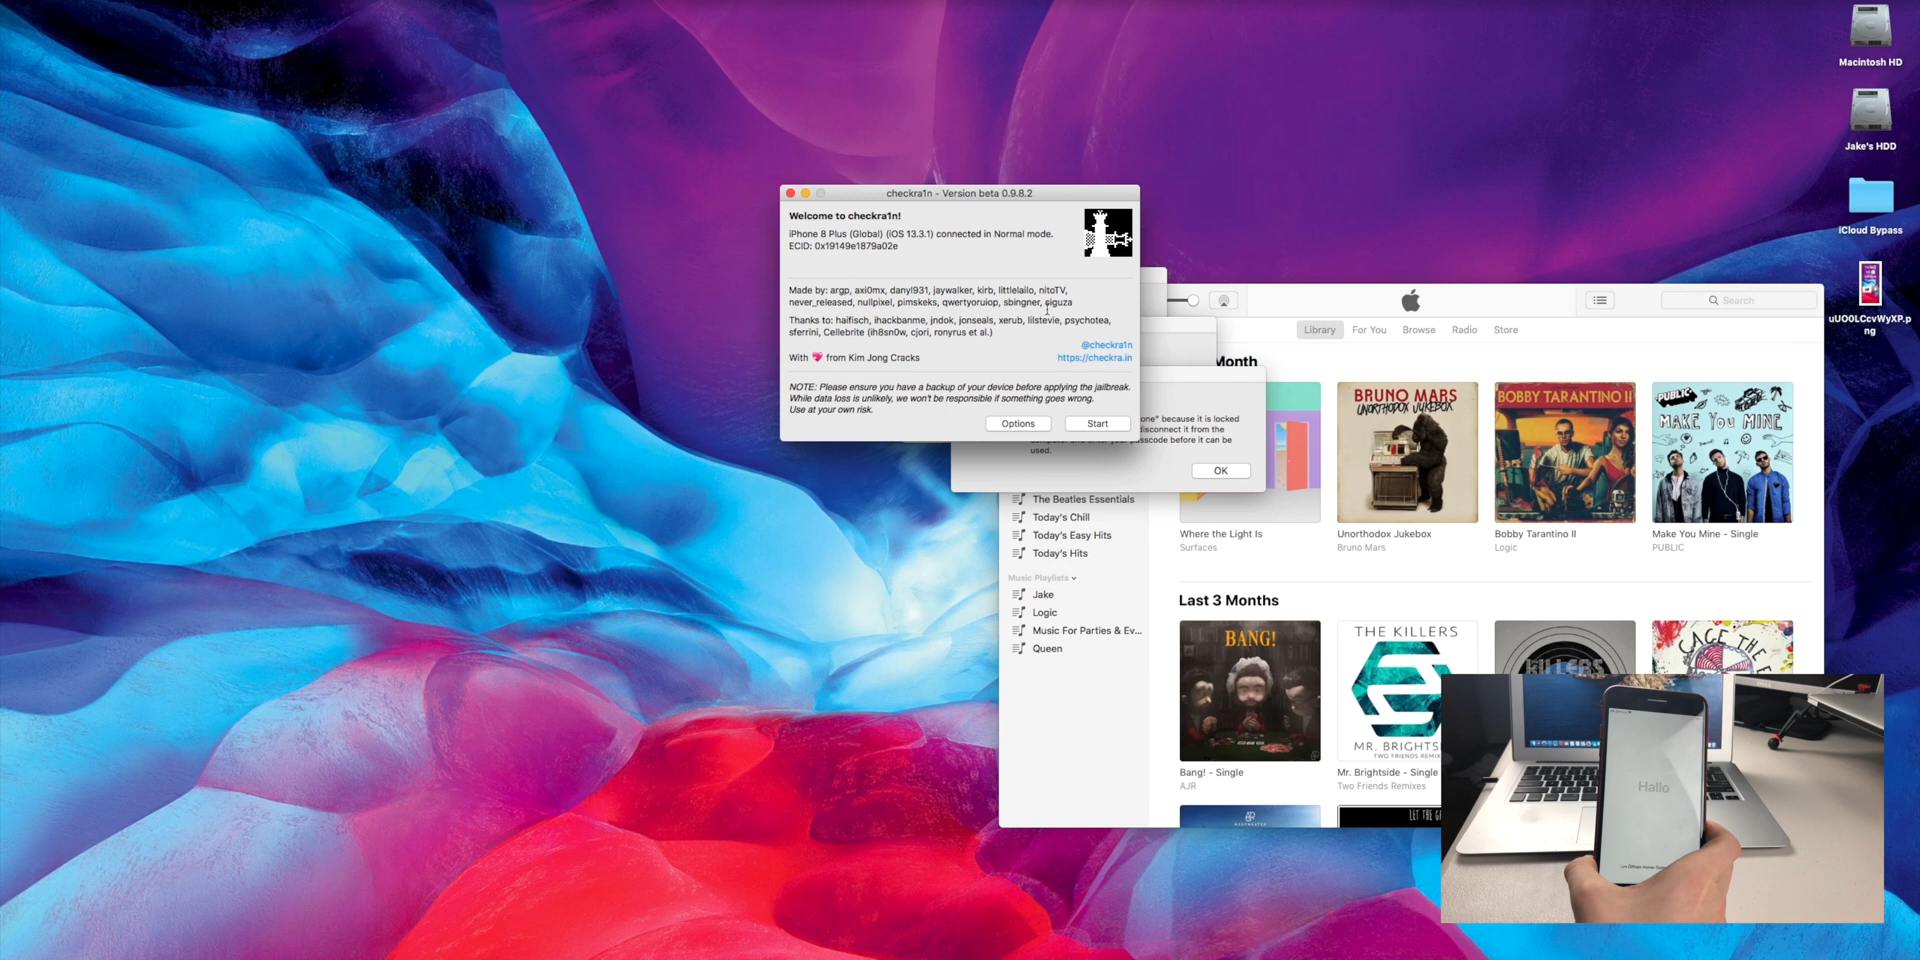 checkra1n - Version beta 0.9.8.2
Welcome to checkra1n!
iPhone 8 Plus (Global) (iOS 13.3.1) connected in Normal mode.
ECID: 0x19149e1879a02e
Made by: argp, axi0mx, danyl931, jaywalker, kirb, littlelailo, nitoTV,
never_released, nullpixel, pimskeks, qwertyoruiop, sbingner, siguza
Thanks to: haifisch, ihackbanme, jndok, jonseals, xerub, lilstevie, psychotea,
sferrini, Cellebrite (ih8sn0w, cjori, ronyrus et al.)
@checkra1n
With 💖 from Kim Jong Cracks
https://checkra.in
NOTE: Please ensure you have a backup of your device before applying the jailbreak.
While data loss is unlikely, we won't be responsible if something goes wrong.
Use at your own risk.
Options
Start
one" because it is locked
disconnect it from the
passcode before it can be
used.
OK
Search
Library
For You
Browse
Radio
Store
Month
BRUNO MARS
UNORTHODOX JUKEBOX
BOBBY TARANTINO II
PUBLIC
MAKE YOU MINE
Where the Light Is
Surfaces
Unorthodox Jukebox
Bruno Mars
Bobby Tarantino II
Logic
Make You Mine - Single
PUBLIC
The Beatles Essentials
Today's Chill
Today's Easy Hits
Today's Hits
Music Playlists
Jake
Logic
Music For Parties & Ev...
Queen
Last 3 Months
BANG!
THE KILLERS
MR. BRIGHTSI
TWO FRIENDS REMIX
KILLERS
CAGE THE E
Bang! - Single
AJR
Mr. Brightside - Single
Two Friends Remixes
LET THE G
Hallo
Macintosh HD
Jake's HDD
iCloud Bypass
uUO0LCcvWyXP.p
ng